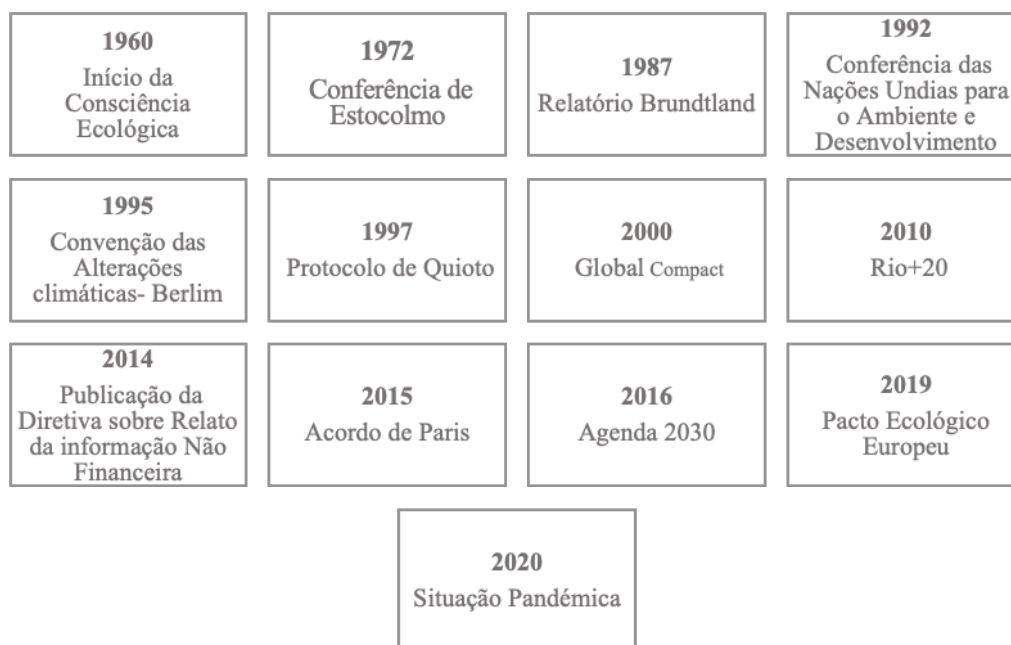 1960
Início da
Consciência
Ecológica
1972
Conferência de
Estocolmo
1987
Relatório Brundtland
1992
Conferência das
Nações Undias para
o Ambiente e
Desenvolvimento
1995
Convenção das
Alterações
climáticas- Berlim
1997
Protocolo de Quioto
2000
Global Compact
2010
Rio+20
2014
Publicação da
Diretiva sobre Relato
da informação Não
Financeira
2015
Acordo de Paris
2016
Agenda 2030
2019
Pacto Ecológico
Europeu
2020
Situação Pandémica